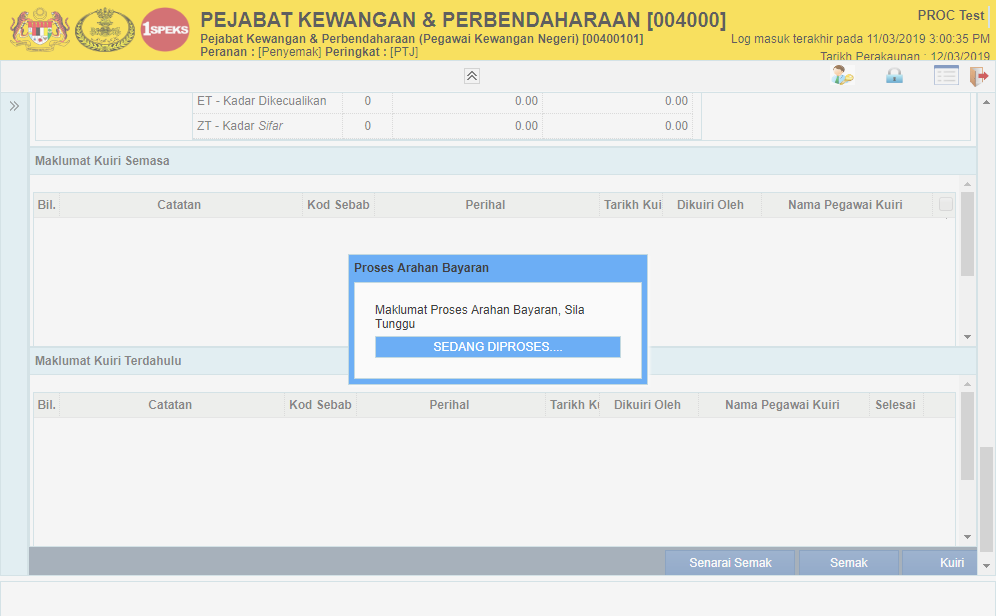 1SPEKS
PEJABAT KEWANGAN & PERBENDAHARAAN [004000]
Pejabat Kewangan & Perbendaharaan (Pegawai Kewangan Negeri) [00400101]
Peranan : [Penyemak] Peringkat : [PTJ]
PROC Test
Log masuk terakhir pada 11/03/2019 3:00:35 PM
Tarikh Perakaunan : 12/03/2019
ET - Kadar Dikecualikan 0 0.00 0.00
ZT - Kadar Sifar 0 0.00 0.00
Maklumat Kuiri Semasa
Bil. Catatan Kod Sebab Perihal Tarikh Kui Dikuiri Oleh Nama Pegawai Kuiri
Proses Arahan Bayaran
Maklumat Proses Arahan Bayaran, Sila
Tunggu
SEDANG DIPROSES....
Maklumat Kuiri Terdahulu
Bil. Catatan Kod Sebab Perihal Tarikh Ku Dikuiri Oleh Nama Pegawai Kuiri Selesai
Senarai Semak Semak Kuiri